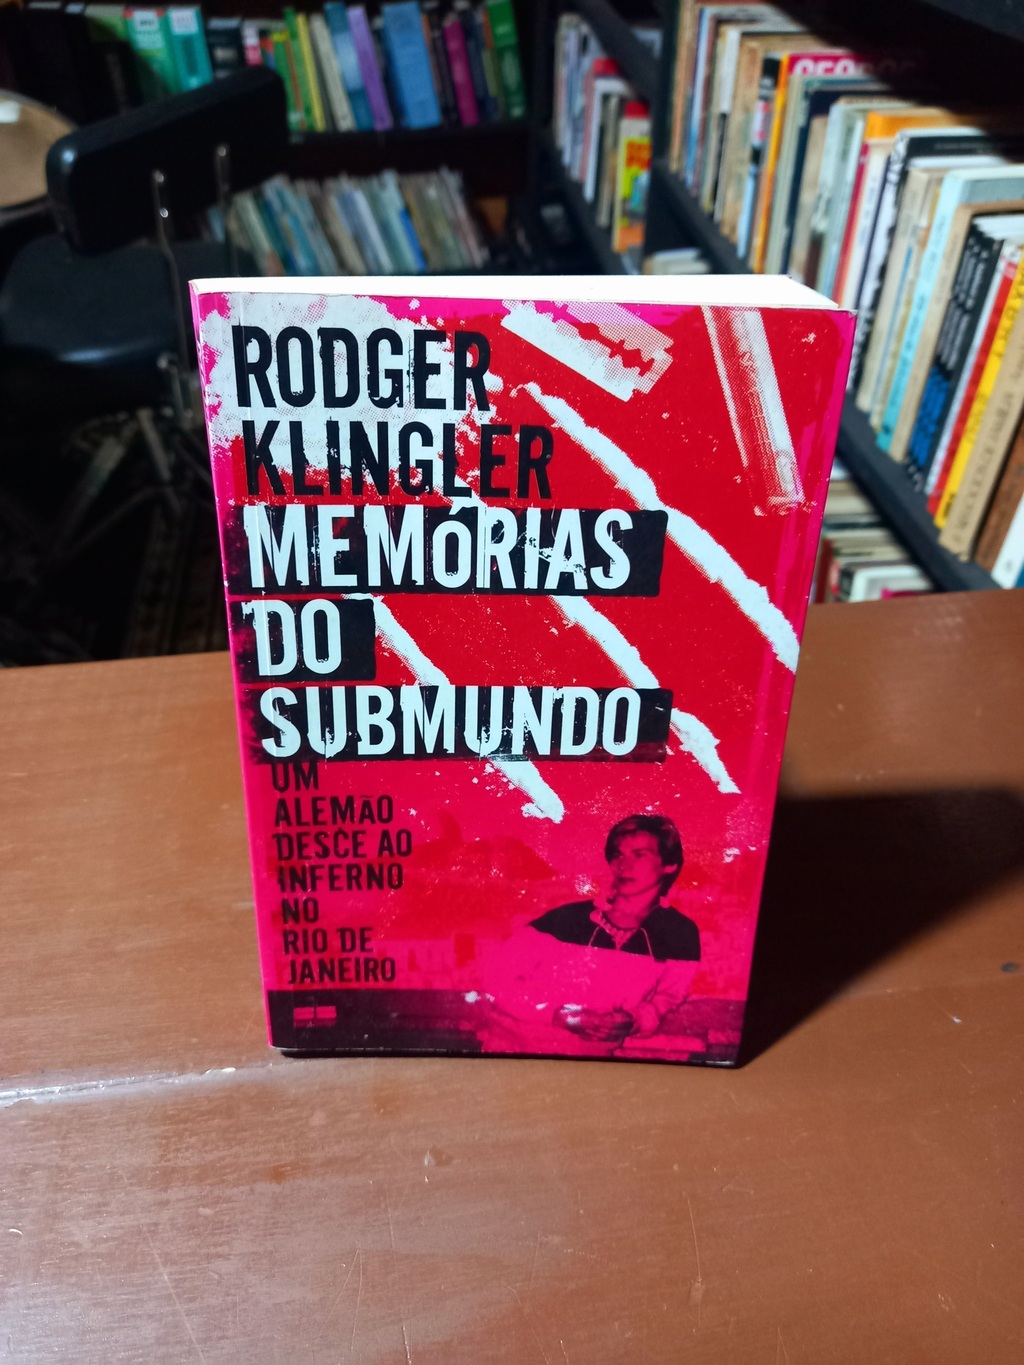 RODGER
KLINGLER
MEMÓRIAS
DO
SUBMUNDO
UM
ALEMÃO
DESCE AO
INFERNO
NO
RIO DE
JANEIRO